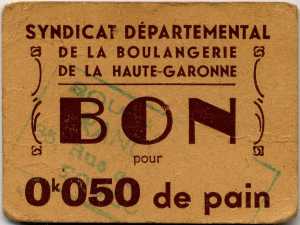 SYNDICAT DÉPARTEMENTAL
DE LA BOULANGERIE
DE LA HAUTE-GARONNE
BON
pour
0k050 de pain